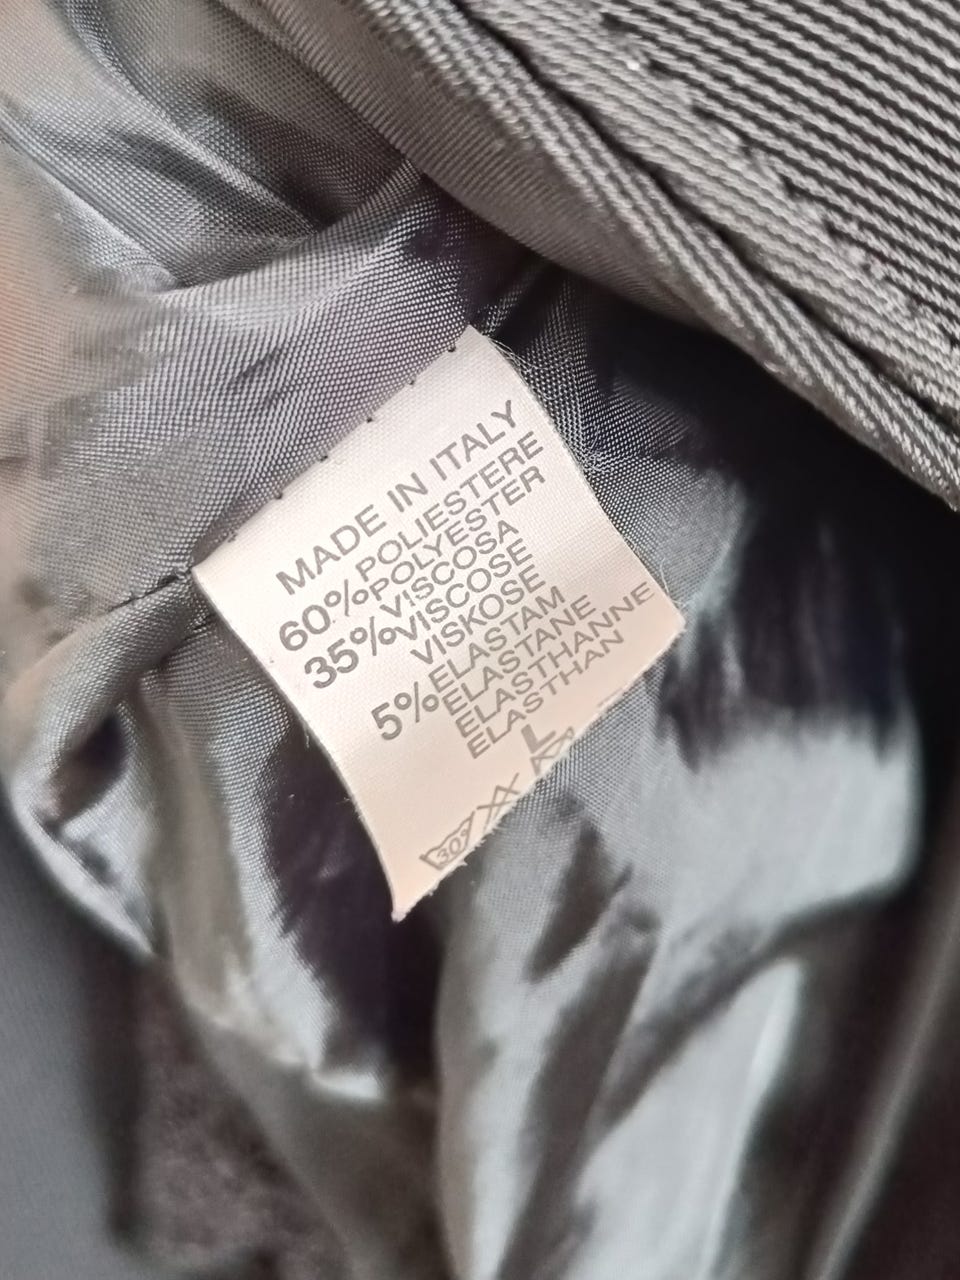 MADE IN ITALY
60% POLIESTERE
POLYESTER
35% VISCOSA
VISCOSE
VISKOSE
5% ELASTAM
ELASTANE
ELASTHANNE
ELASTHAN
L
30°